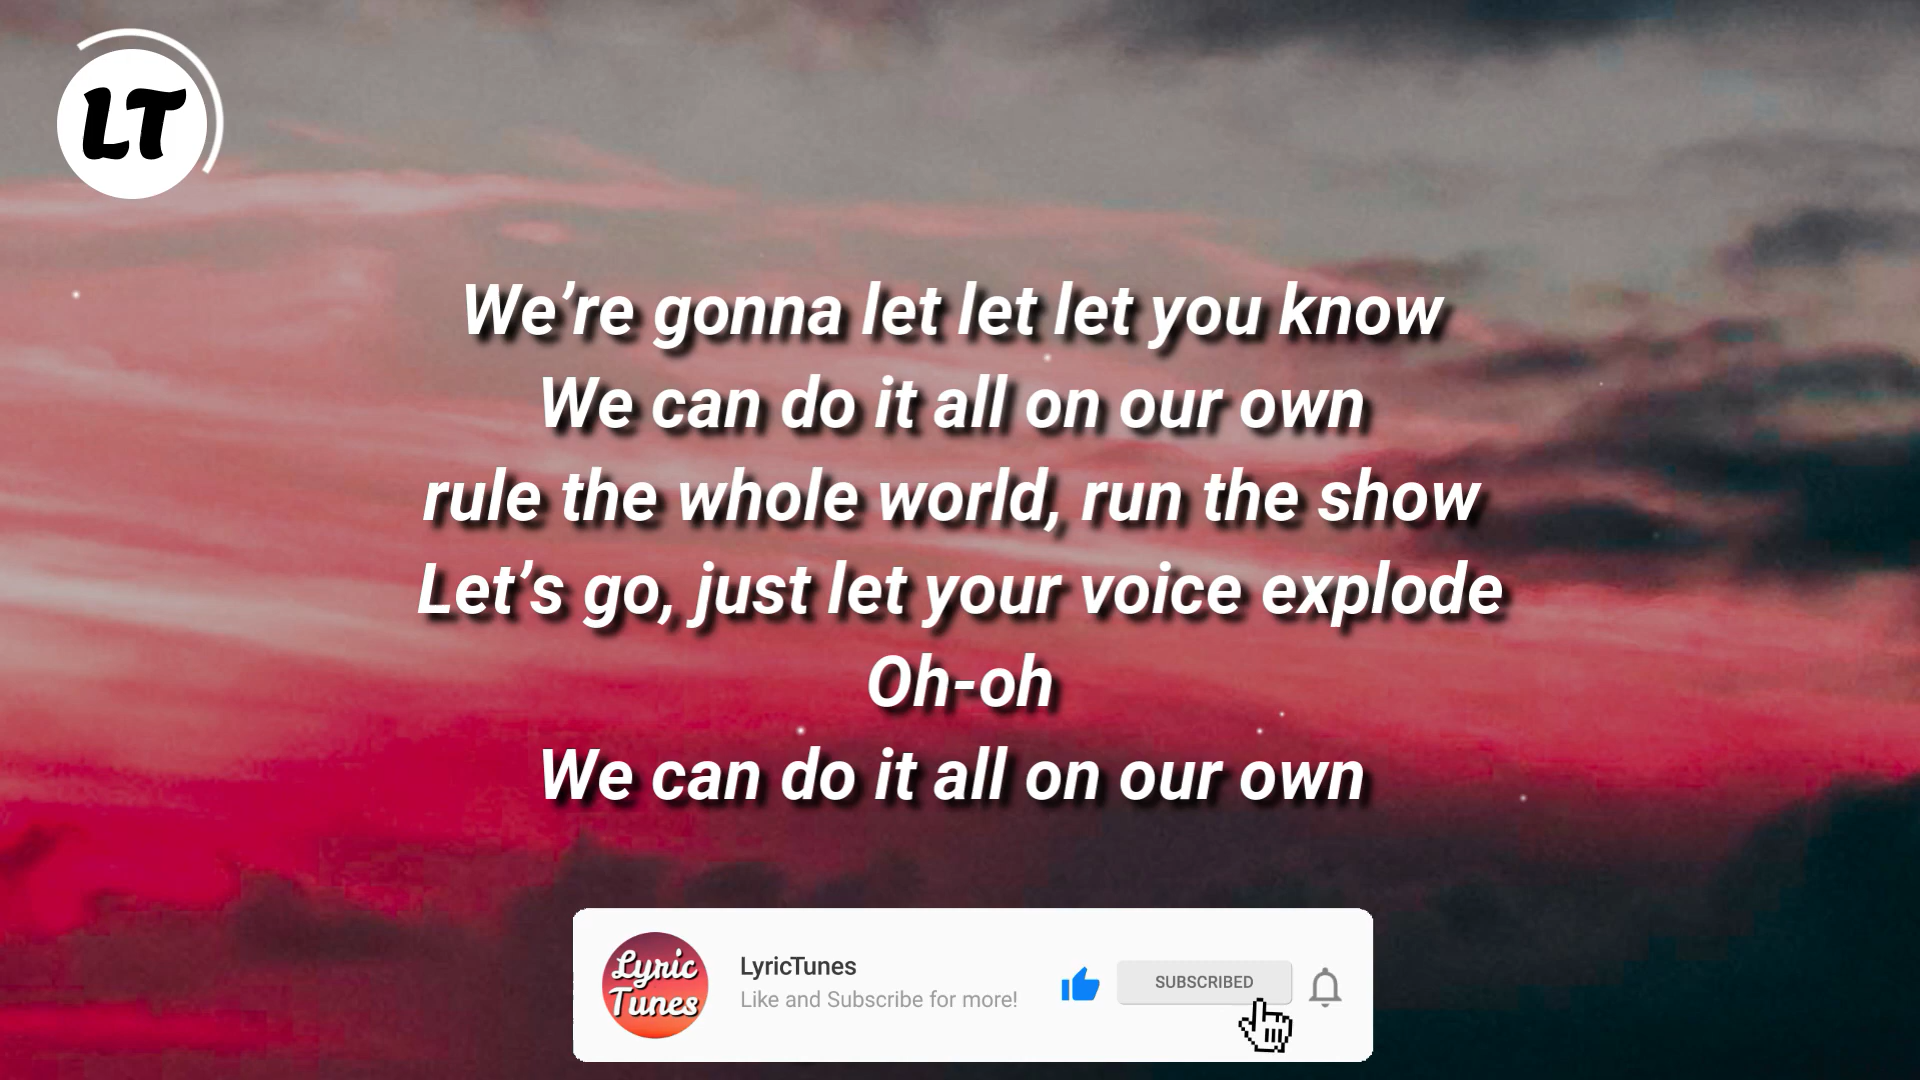 LT
We’re gonna let let let you know
We can do it all on our own
rule the whole world, run the show
Let’s go, just let your voice explode
Oh-oh
We can do it all on our own
Lyric
Tunes
LyricTunes
Like and Subscribe for more!
SUBSCRIBED